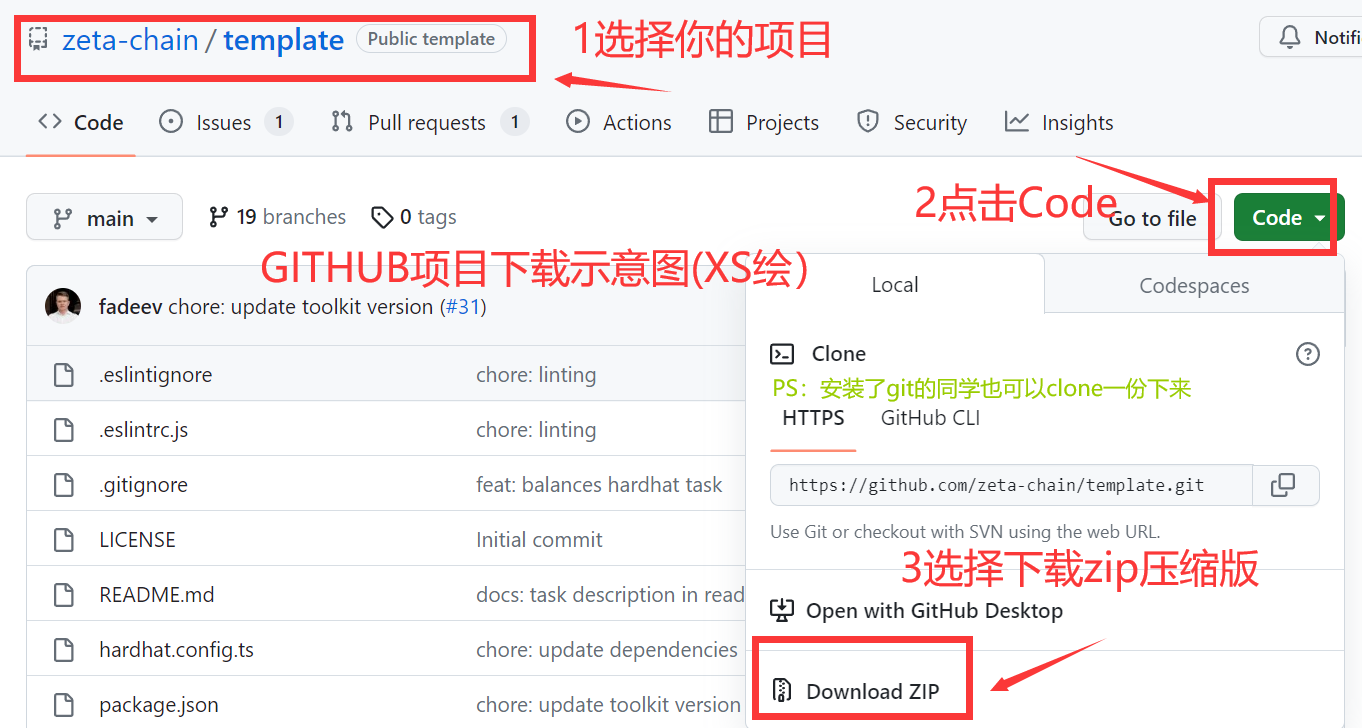 zeta-chain / template Public template
1选择你的项目
Notifi
Code Issues 1 Pull requests 1 Actions Projects Security Insights
2点击Code
main 19 branches 0 tags Go to file Code
GITHUB项目下载示意图(XS绘）
fadeev chore: update toolkit version (#31)
.eslintignore chore: linting
.eslintrc.js chore: linting
.gitignore feat: balances hardhat task
LICENSE Initial commit
README.md docs: task description in read
hardhat.config.ts chore: update dependencies
package.json chore: update toolkit version
Local Codespaces
Clone
PS：安装了git的同学也可以clone一份下来
HTTPS GitHub CLI
https://github.com/zeta-chain/template.git
Use Git or checkout with SVN using the web URL.
3选择下载zip压缩版
Open with GitHub Desktop
Download ZIP